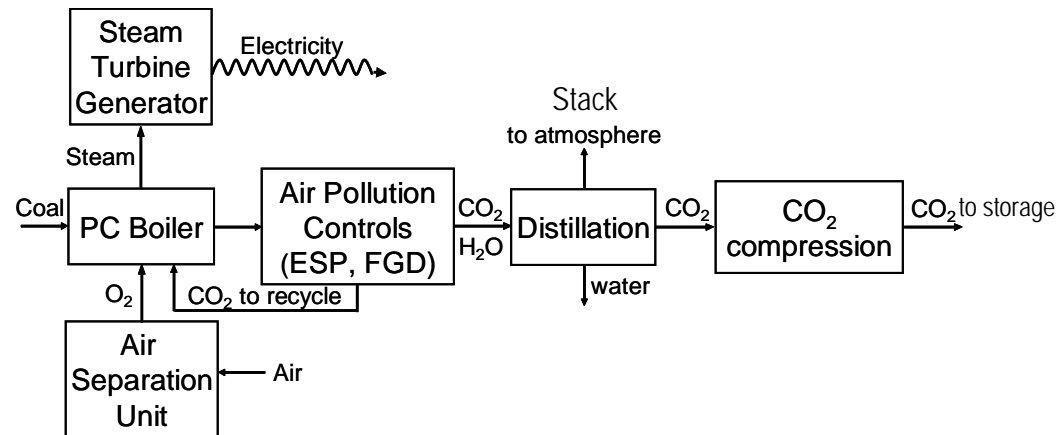 Steam
Turbine
Generator
Electricity
Stack
to atmosphere
Steam
Coal
PC Boiler
Air Pollution
Controls
(ESP, FGD)
CO₂
H₂O
Distillation
CO₂
CO₂
compression
CO₂ to storage
O₂
CO₂ to recycle
water
Air
Separation
Unit
Air